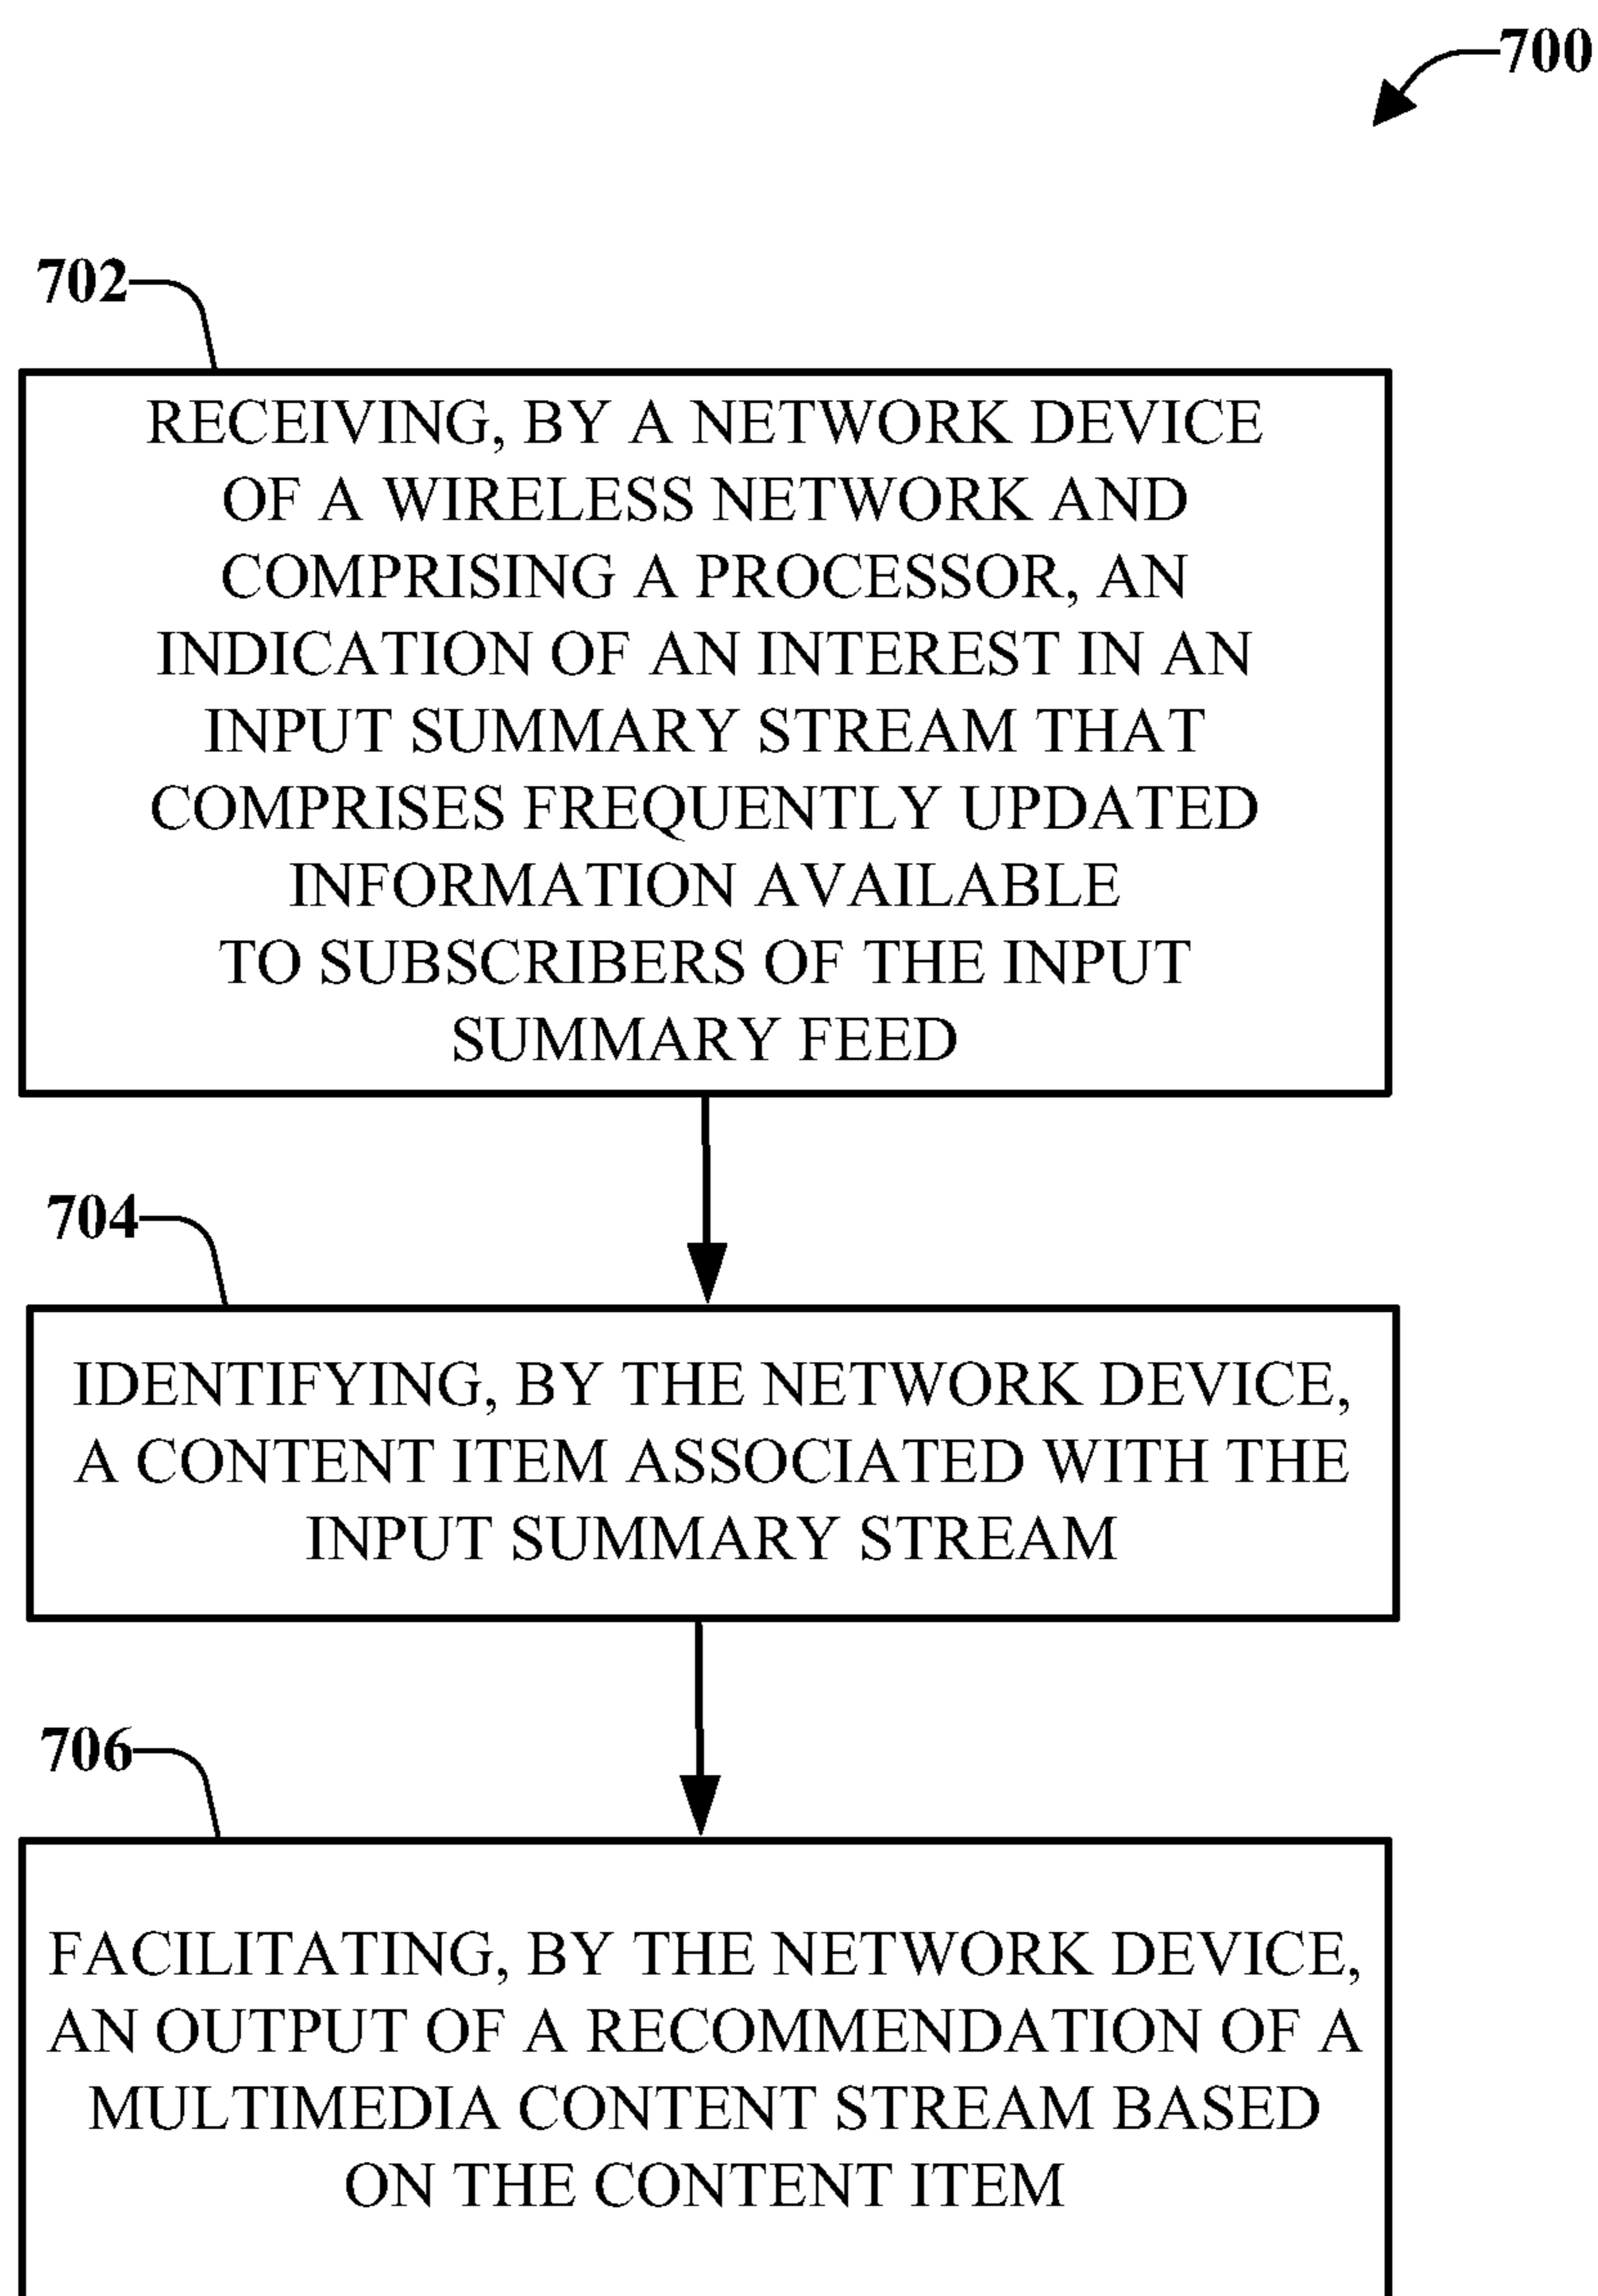 700
702
RECEIVING, BY A NETWORK DEVICE
OF A WIRELESS NETWORK AND
COMPRISING A PROCESSOR, AN
INDICATION OF AN INTEREST IN AN
INPUT SUMMARY STREAM THAT
COMPRISES FREQUENTLY UPDATED
INFORMATION AVAILABLE
TO SUBSCRIBERS OF THE INPUT
SUMMARY FEED
704
IDENTIFYING, BY THE NETWORK DEVICE,
A CONTENT ITEM ASSOCIATED WITH THE
INPUT SUMMARY STREAM
706
FACILITATING, BY THE NETWORK DEVICE,
AN OUTPUT OF A RECOMMENDATION OF A
MULTIMEDIA CONTENT STREAM BASED
ON THE CONTENT ITEM